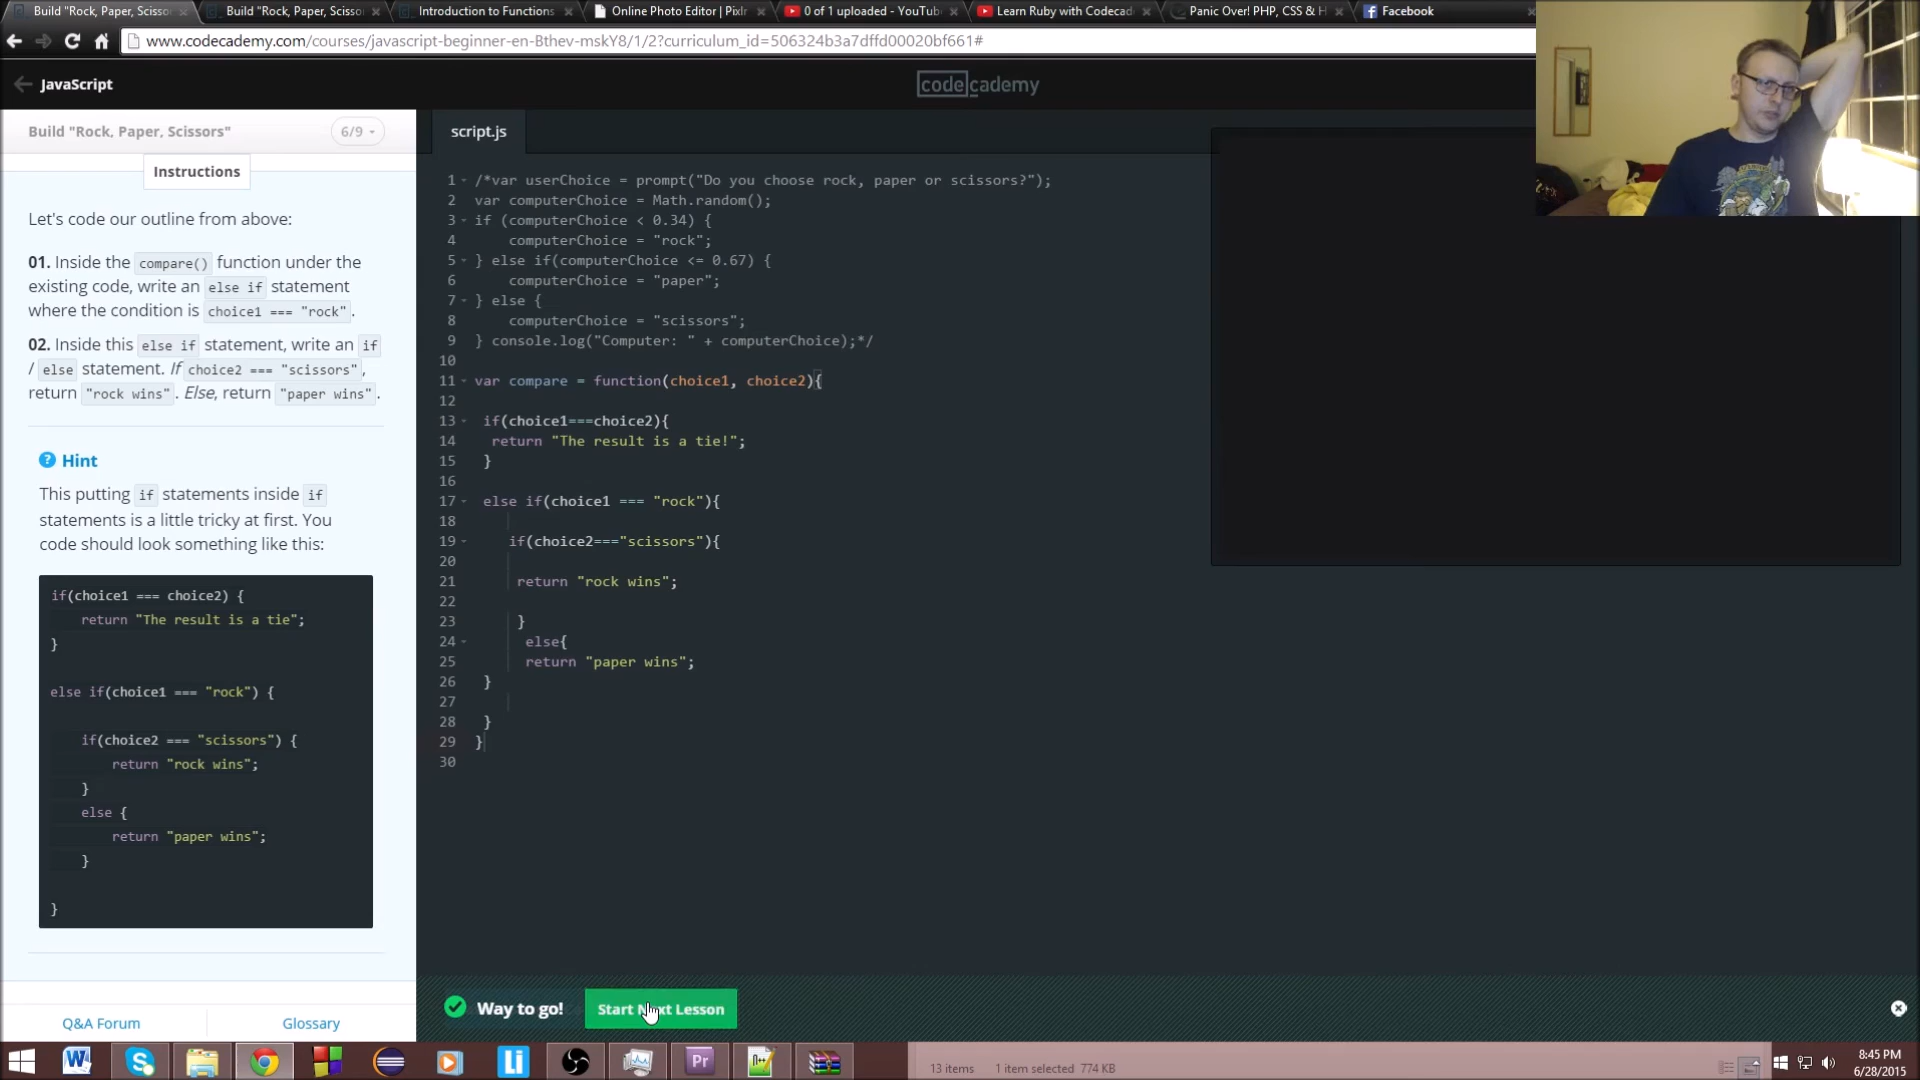 Build "Rock, Paper, Scisso
Build "Rock, Paper, Scissor
Introduction to Functions
Online Photo Editor | Pixlr
0 of 1 uploaded - YouTub
Learn Ruby with Codecad
Panic Over! PHP, CSS & H
Facebook
www.codecademy.com/courses/javascript-beginner-en-Bthev-mskY8/1/2?curriculum_id=506324b3a7dffd00020bf661#
JavaScript
codecademy
Build "Rock, Paper, Scissors"
6/9
Instructions
Let's code our outline from above:
01. Inside the compare() function under the
existing code, write an else if statement
where the condition is choice1 === "rock".
02. Inside this else if statement, write an if
/ else statement. If choice2 === "scissors",
return "rock wins". Else, return "paper wins".
? Hint
This putting if statements inside if
statements is a little tricky at first. You
code should look something like this:
if(choice1 === choice2) {
return "The result is a tie";
}
else if(choice1 === "rock") {
if(choice2 === "scissors") {
return "rock wins";
}
else {
return "paper wins";
}
}
Q&A Forum
Glossary
script.js
1 /*var userChoice = prompt("Do you choose rock, paper or scissors?");
2 var computerChoice = Math.random();
3 if (computerChoice < 0.34) {
4 computerChoice = "rock";
5 } else if(computerChoice <= 0.67) {
6 computerChoice = "paper";
7 } else {
8 computerChoice = "scissors";
9 } console.log("Computer: " + computerChoice);*/
10
11 var compare = function(choice1, choice2){
12
13 if(choice1===choice2){
14 return "The result is a tie!";
15 }
16
17 else if(choice1 === "rock"){
18
19 if(choice2==="scissors"){
20
21 return "rock wins";
22
23 }
24 else{
25 return "paper wins";
26 }
27
28 }
29 }
30
Way to go!
Start Next Lesson
W
S
Li
Pr
13 items
1 item selected 774 KB
8:45 PM
6/28/2015